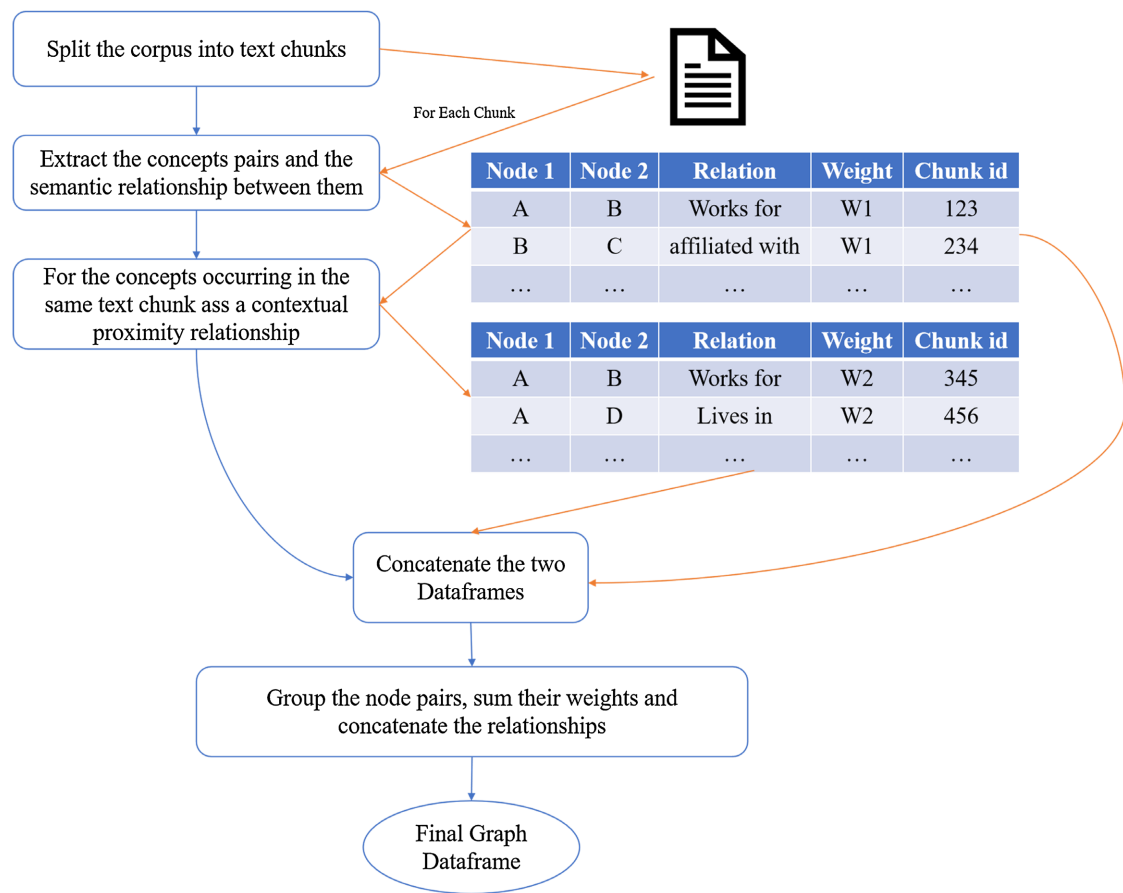 Split the corpus into text chunks
For Each Chunk
Extract the concepts pairs and the
semantic relationship between them
Node 1 Node 2 Relation Weight Chunk id
A B Works for W1 123
B C affiliated with W1 234
... ... ... ... ...
For the concepts occurring in the
same text chunk ass a contextual
proximity relationship
Node 1 Node 2 Relation Weight Chunk id
A B Works for W2 345
A D Lives in W2 456
... ... ... ... ...
Concatenate the two
Dataframes
Group the node pairs, sum their weights and
concatenate the relationships
Final Graph
Dataframe